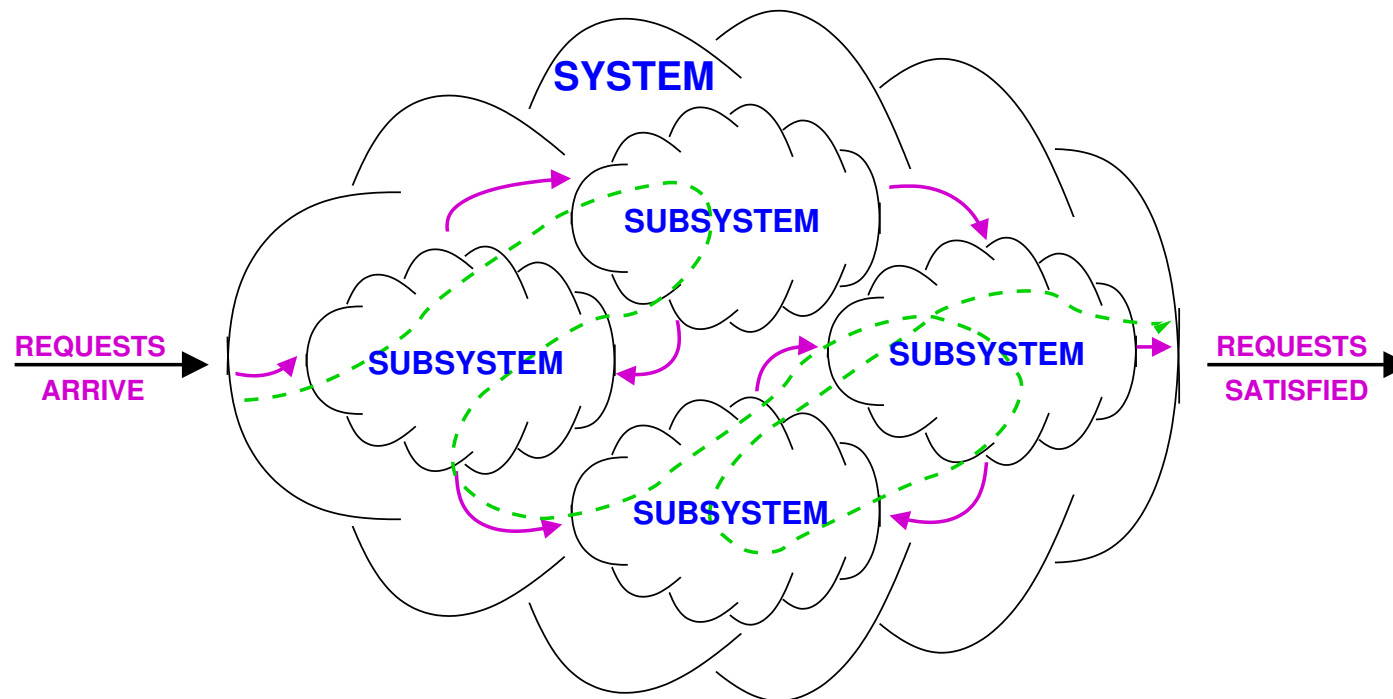 SYSTEM
SUBSYSTEM
REQUESTS
ARRIVE
SUBSYSTEM
SUBSYSTEM
REQUESTS
SATISFIED
SUBSYSTEM